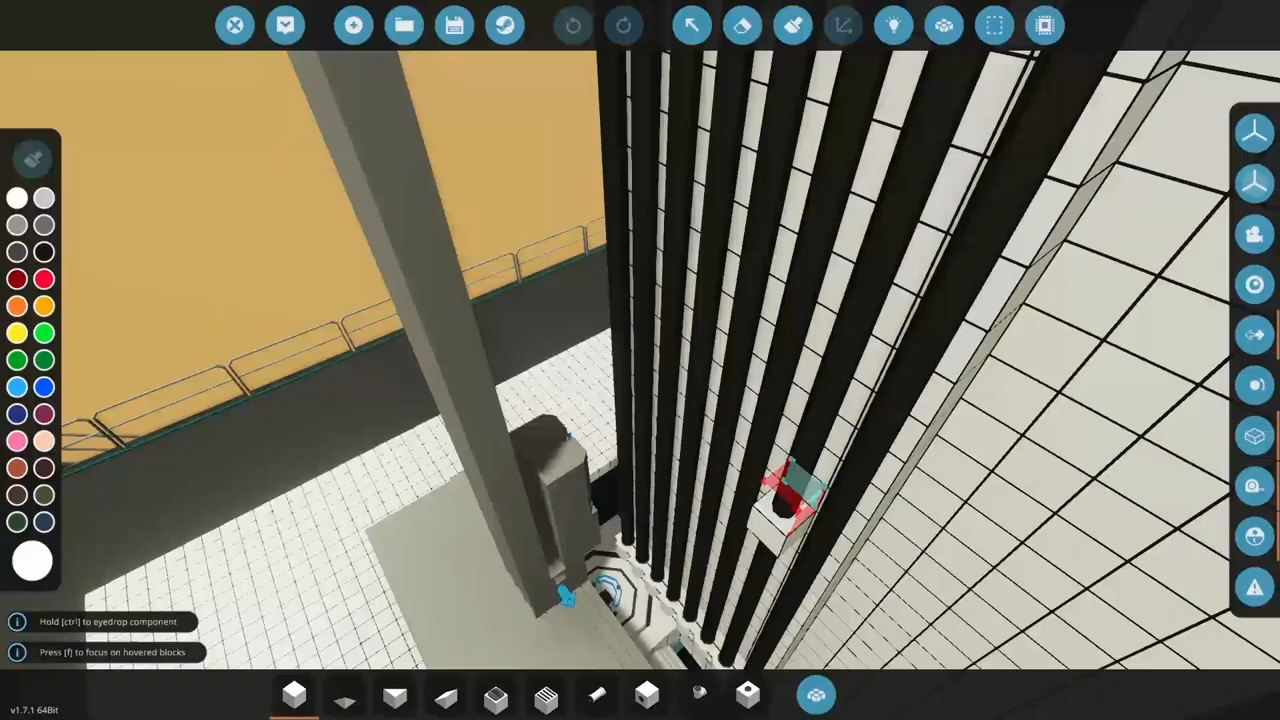 Hold [ctrl] to eyedrop component
Press [f] to focus on hovered blocks
v1.7.1 64Bit